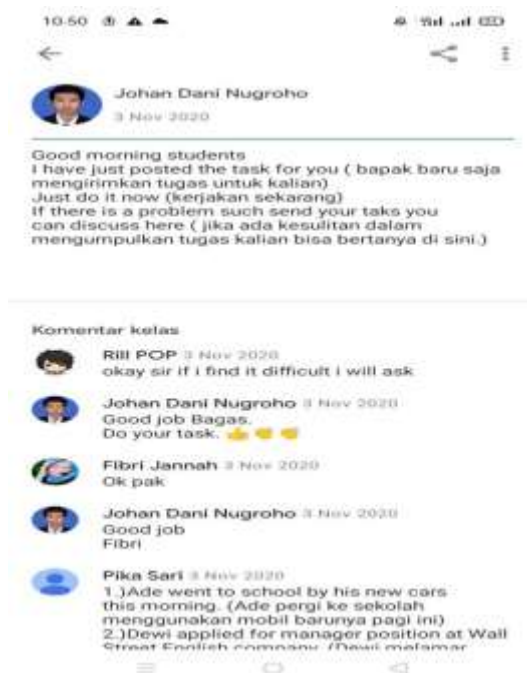 10.50
Johan Dani Nugroho
3 Nov 2020
Good morning students
I have just posted the task for you ( bapak baru saja
mengirimkan tugas untuk kalian)
Just do it now (kerjakan sekarang)
If there is a problem such send your taks you
can discuss here ( jika ada kesulitan dalam
mengumpulkan tugas kalian bisa bertanya di sini.)
Komentar kelas
Rill POP 3 Nov 2020
okay sir if i find it difficult i will ask
Johan Dani Nugroho 3 Nov 2020
Good job Bagas.
Do your task. 👍👏👏
Fibri Jannah 3 Nov 2020
Ok pak
Johan Dani Nugroho 3 Nov 2020
Good job
Fibri
Pika Sari 3 Nov 2020
1.)Ade went to school by his new cars
this morning. (Ade pergi ke sekolah
menggunakan mobil barunya pagi ini)
2.)Dewi applied for manager position at Wall
Street English company. (Dewi melamar